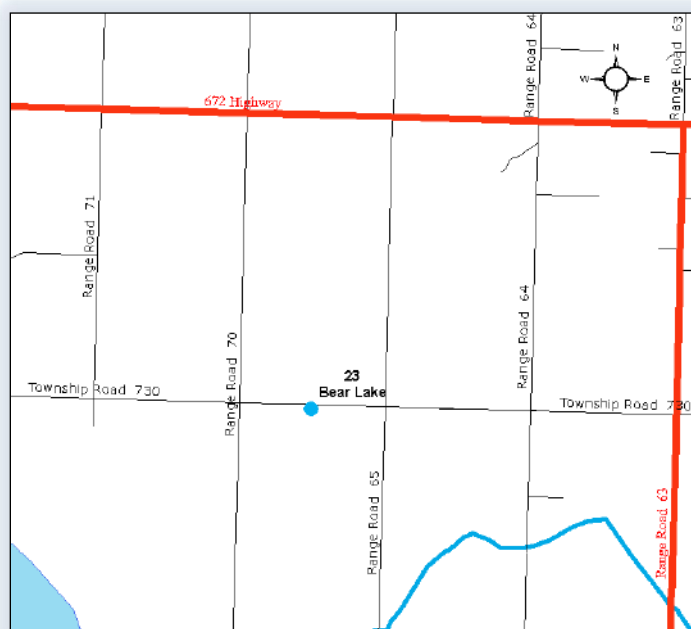 Range Road 64
Range Road 63
N
W E
S
672 Highway
Range Road 71
Range Road 64
Range Road 70
23
Bear Lake
Township Road 730
Township Road 730
Range Road 65
Range Road 63